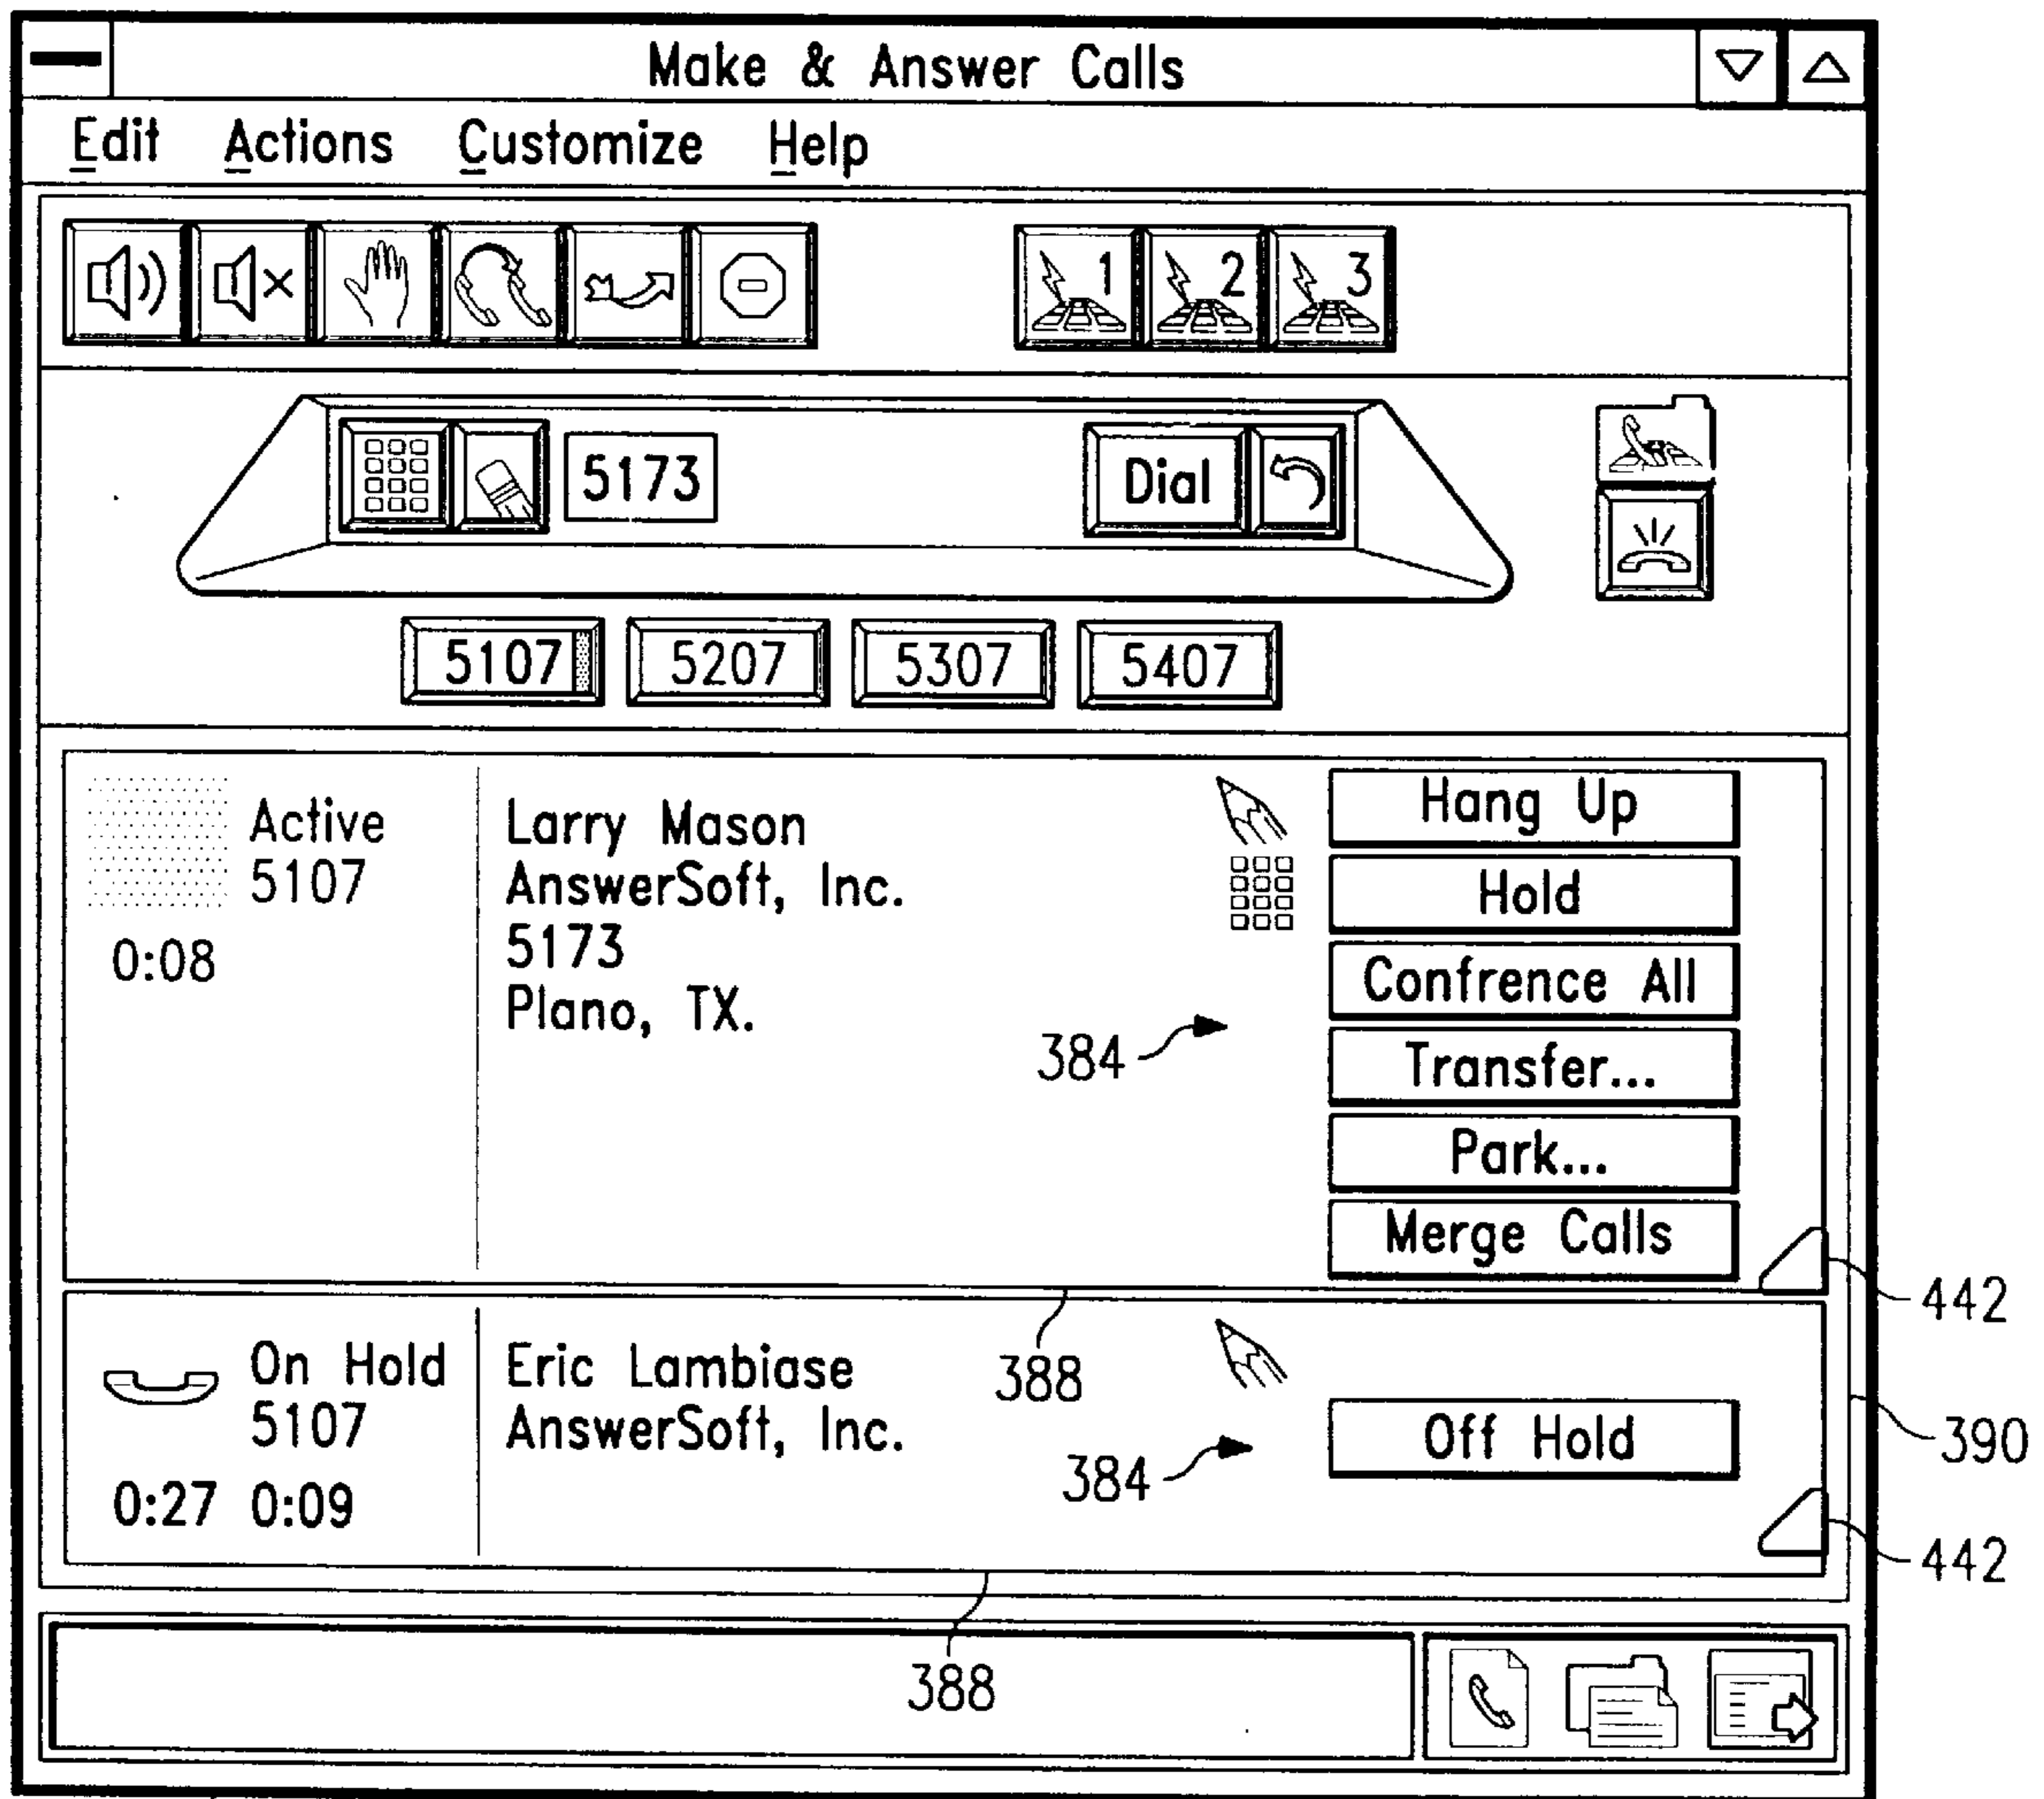 Make & Answer Calls
Edit Actions Customize Help
1 2 3
5173 Dial
5107 5207 5307 5407
Active
5107
0:08
Larry Mason
AnswerSoft, Inc.
5173
Plano, TX.
Hang Up
Hold
Confrence All
Transfer...
Park...
Merge Calls
384
442
388
On Hold
5107
0:27 0:09
Eric Lambiase
AnswerSoft, Inc.
Off Hold
384
390
442
388